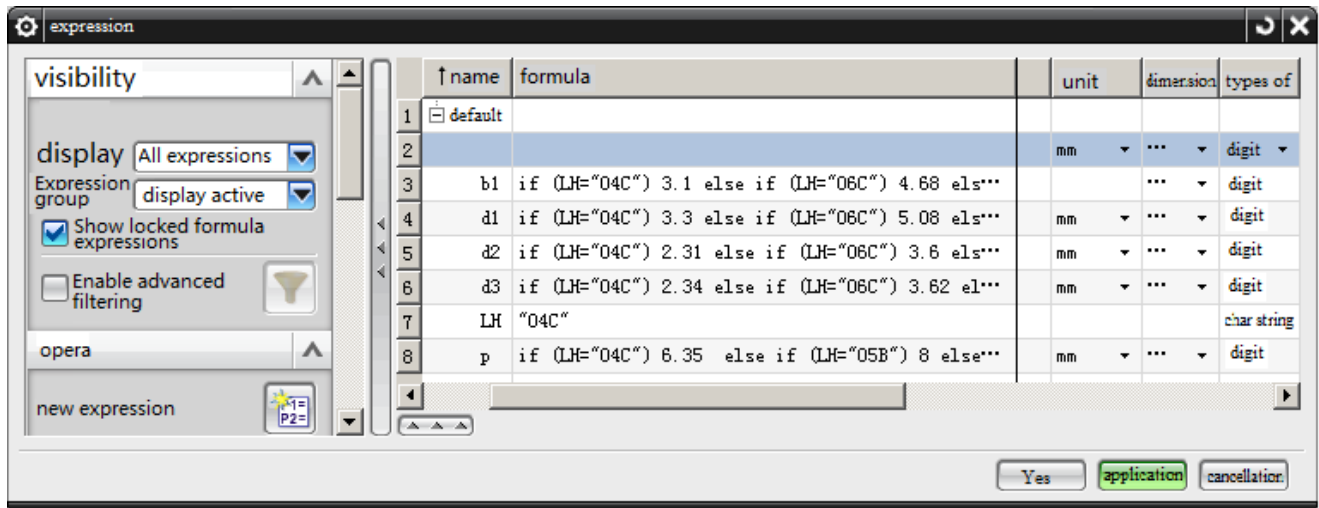 expression
visibility
display All expressions
Expression group display active
Show locked formula
expressions
Enable advanced
filtering
opera
new expression
P1=
P2=
↑name formula unit dimension types of
1 default
2 mm ··· digit
3 b1 if (LH="04C") 3.1 else if (LH="06C") 4.68 els··· ··· digit
4 d1 if (LH="04C") 3.3 else if (LH="06C") 5.08 els··· mm ··· digit
5 d2 if (LH="04C") 2.31 else if (LH="06C") 3.6 els··· mm ··· digit
6 d3 if (LH="04C") 2.34 else if (LH="06C") 3.62 el··· mm ··· digit
7 LH "04C" char string
8 p if (LH="04C") 6.35 else if (LH="05B") 8 else··· mm ··· digit
Yes application cancellation